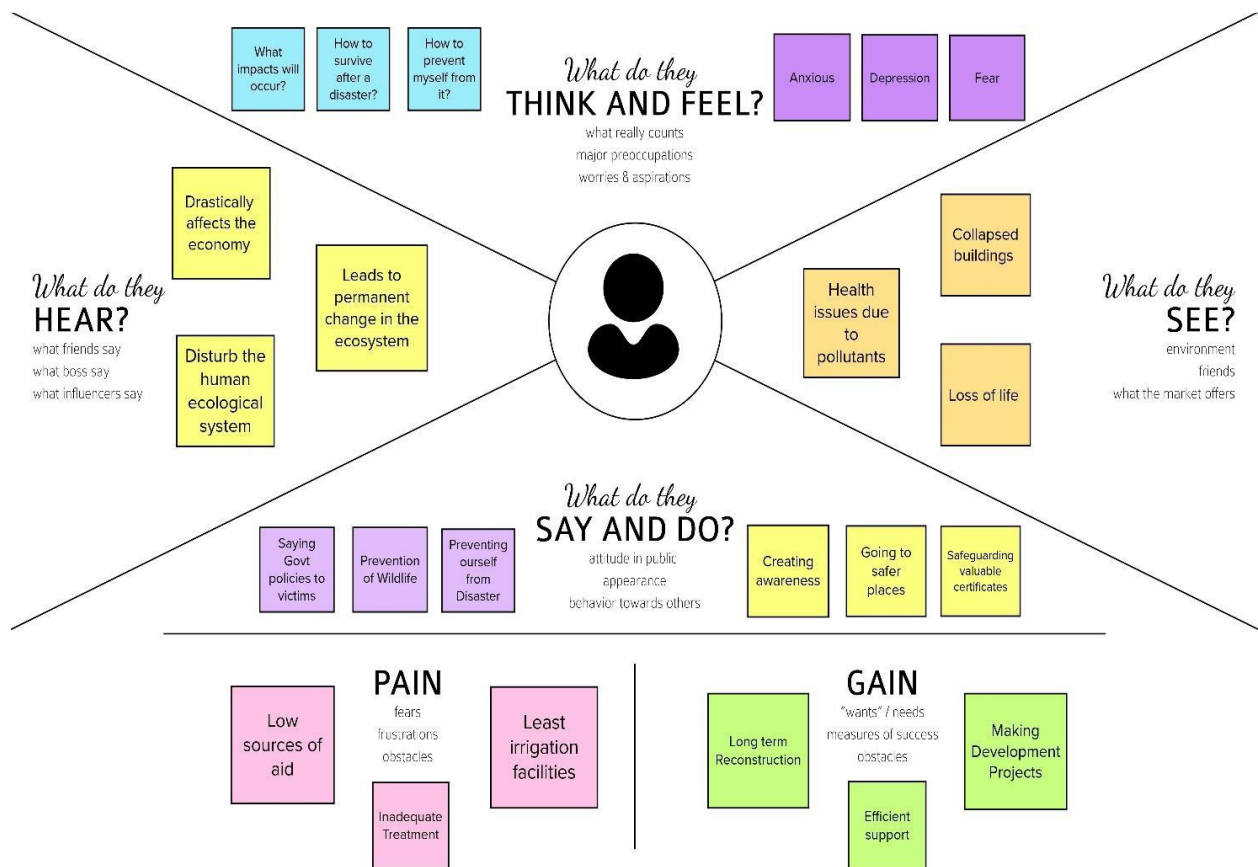 What
impacts will
occur?
How to
survive
after a
disaster?
How to
prevent
myself from
it?
What do they
THINK AND FEEL?
what really counts
major preoccupations
worries & aspirations
Anxious
Depression
Fear
Drastically
affects the
economy
Leads to
permanent
change in the
ecosystem
Disturb the
human
ecological
system
What do they
HEAR?
what friends say
what boss say
what influencers say
Collapsed
buildings
Health
issues due
to
pollutants
Loss of life
What do they
SEE?
environment
friends
what the market offers
What do they
SAY AND DO?
attitude in public
appearance
behavior towards others
Saying
Govt
policies to
victims
Prevention
of Wildlife
Preventing
ourself
from
Disaster
Creating
awareness
Going to
safer
places
Safeguarding
valuable
certificates
PAIN
fears
frustrations
obstacles
Low
sources of
aid
Inadequate
Treatment
Least
irrigation
facilities
GAIN
"wants" / needs
measures of success
obstacles
Long term
Reconstruction
Efficient
support
Making
Development
Projects